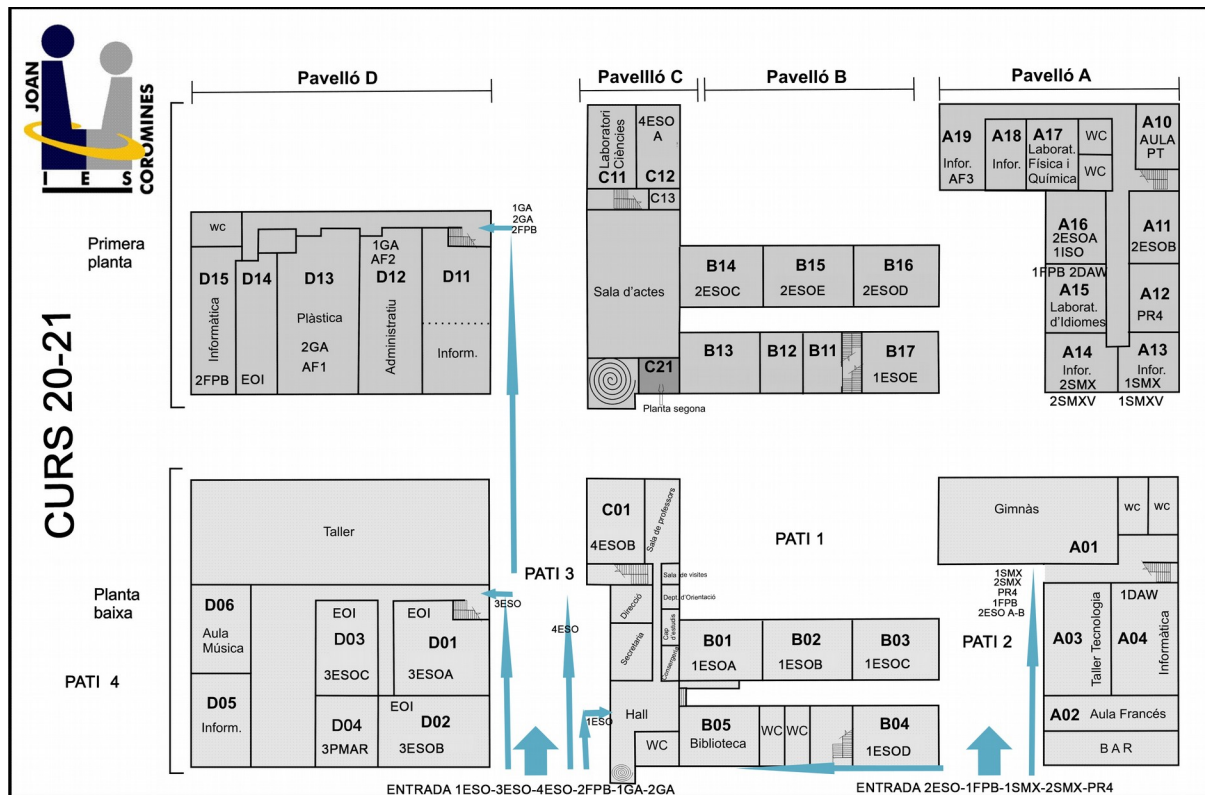 JOAN
COROMINES
I E S
CURS 20-21
Pavelló D
Pavellló C
Pavelló B
Pavelló A
Primera
planta
wc
D15
Informàtica
2FPB
D14
EOI
D13
Plàstica
2GA
AF1
1GA
AF2
D12
Administratiu
D11
Inform.
1GA
2GA
2FPB
Laboratori
Ciències
C11
4ESO
A
C12
C13
Sala d'actes
C21
Planta segona
B14
2ESOC
B15
2ESOE
B16
2ESOD
B13
B12
B11
B17
1ESOE
A19
Infor.
AF3
A18
Infor.
A17
Laborat.
Física i
Química
WC
WC
A10
AULA
PT
A16
2ESOA
1ISO
A11
2ESOB
1FPB 2DAW
A15
Laborat.
d'Idiomes
A12
PR4
A14
Infor.
2SMX
2SMXV
A13
Infor.
1SMX
1SMXV
Planta
baixa
PATI 4
Taller
D06
Aula
Música
D05
Inform.
EOI
D03
3ESOC
EOI
D01
3ESOA
D04
3PMAR
EOI
D02
3ESOB
3ESO
PATI 3
4ESO
1ESO
C01
4ESOB
Sala de professors
Sala de visites
Dept. d'Orientació
Direcció
Cap
d'estudis
Secretaria
Consergeria
Hall
WC
PATI 1
B01
1ESOA
B02
1ESOB
B03
1ESOC
B05
Biblioteca
WC
WC
B04
1ESOD
Gimnàs
A01
WC
WC
1SMX
2SMX
PR4
1FPB
2ESO A-B
PATI 2
A03
Taller Tecnologia
1DAW
A04
Informàtica
A02 Aula Francés
BAR
ENTRADA 1ESO-3ESO-4ESO-2FPB-1GA-2GA
ENTRADA 2ESO-1FPB-1SMX-2SMX-PR4